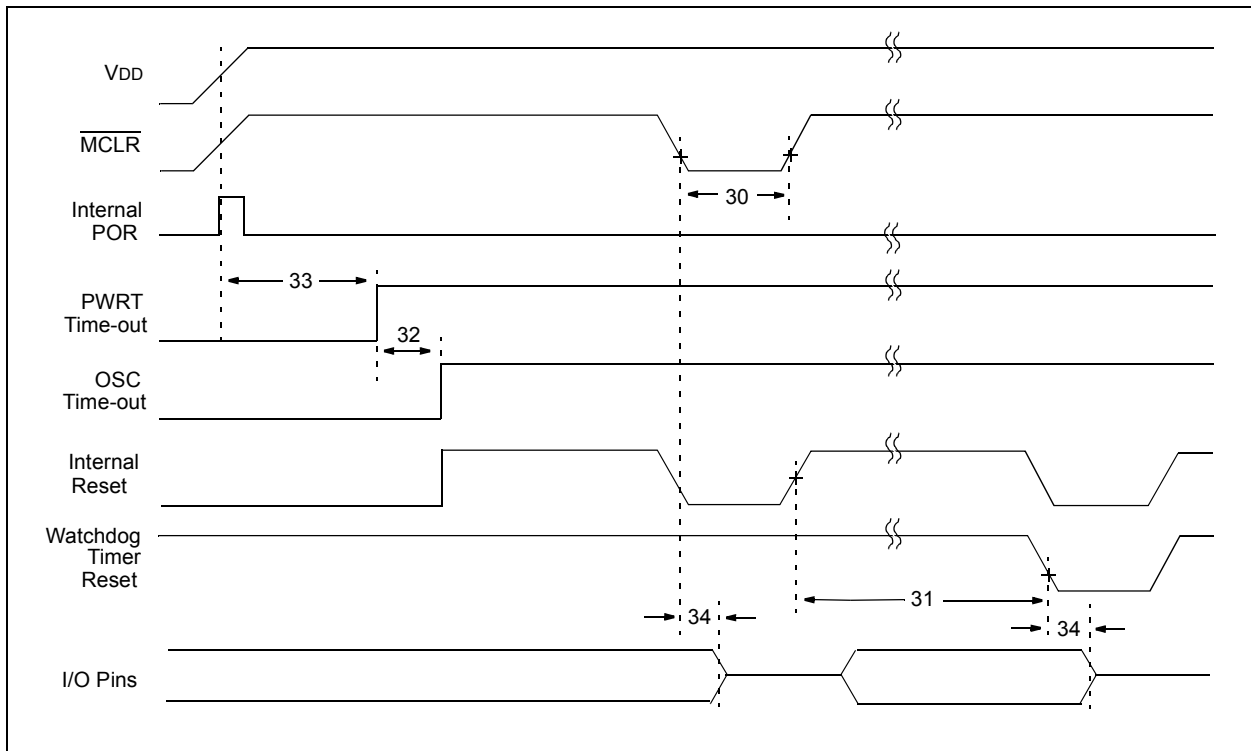 VDD
MCLR
30
Internal
POR
33
PWRT
Time-out
32
OSC
Time-out
Internal
Reset
Watchdog
Timer
Reset
31
34
34
I/O Pins